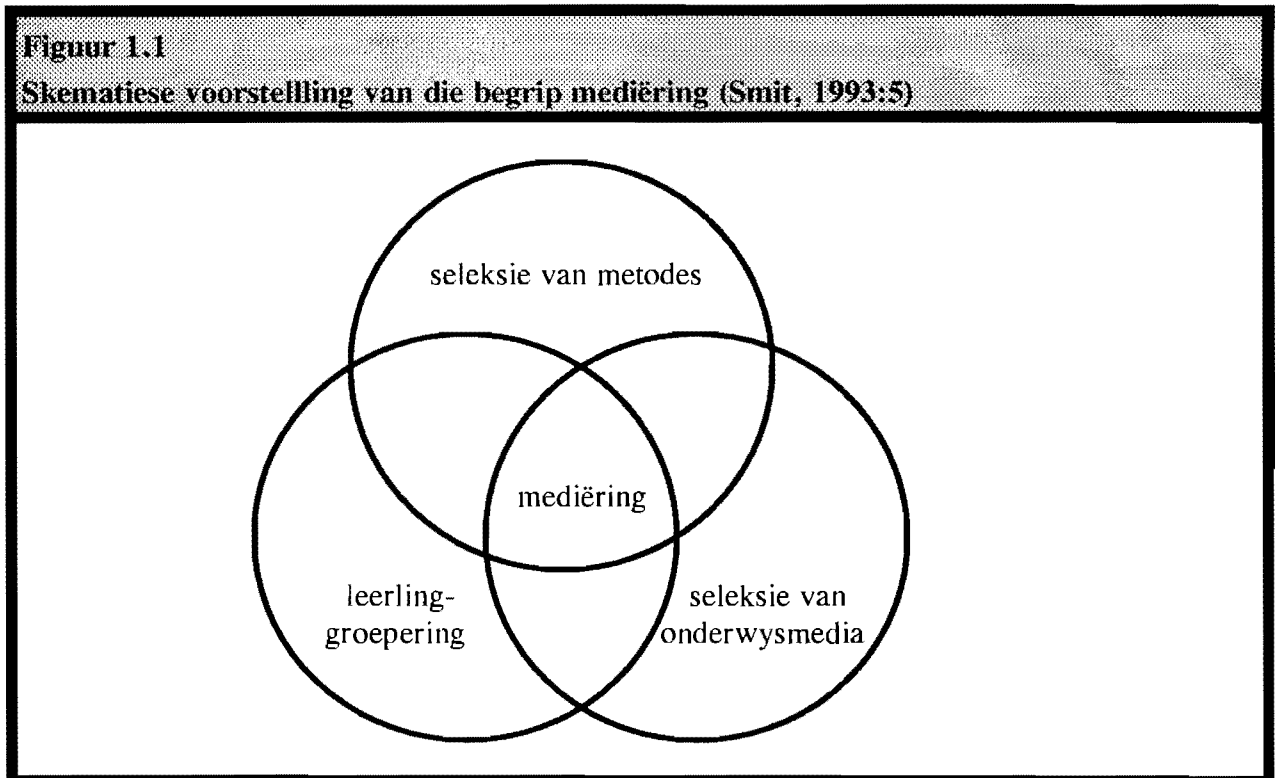 Figuur 1.1
Skematiese voorstellling van die begrip mediëring (Smit, 1993:5)
seleksie van metodes
mediëring
leerling-
groepering
seleksie van
onderwysmedia